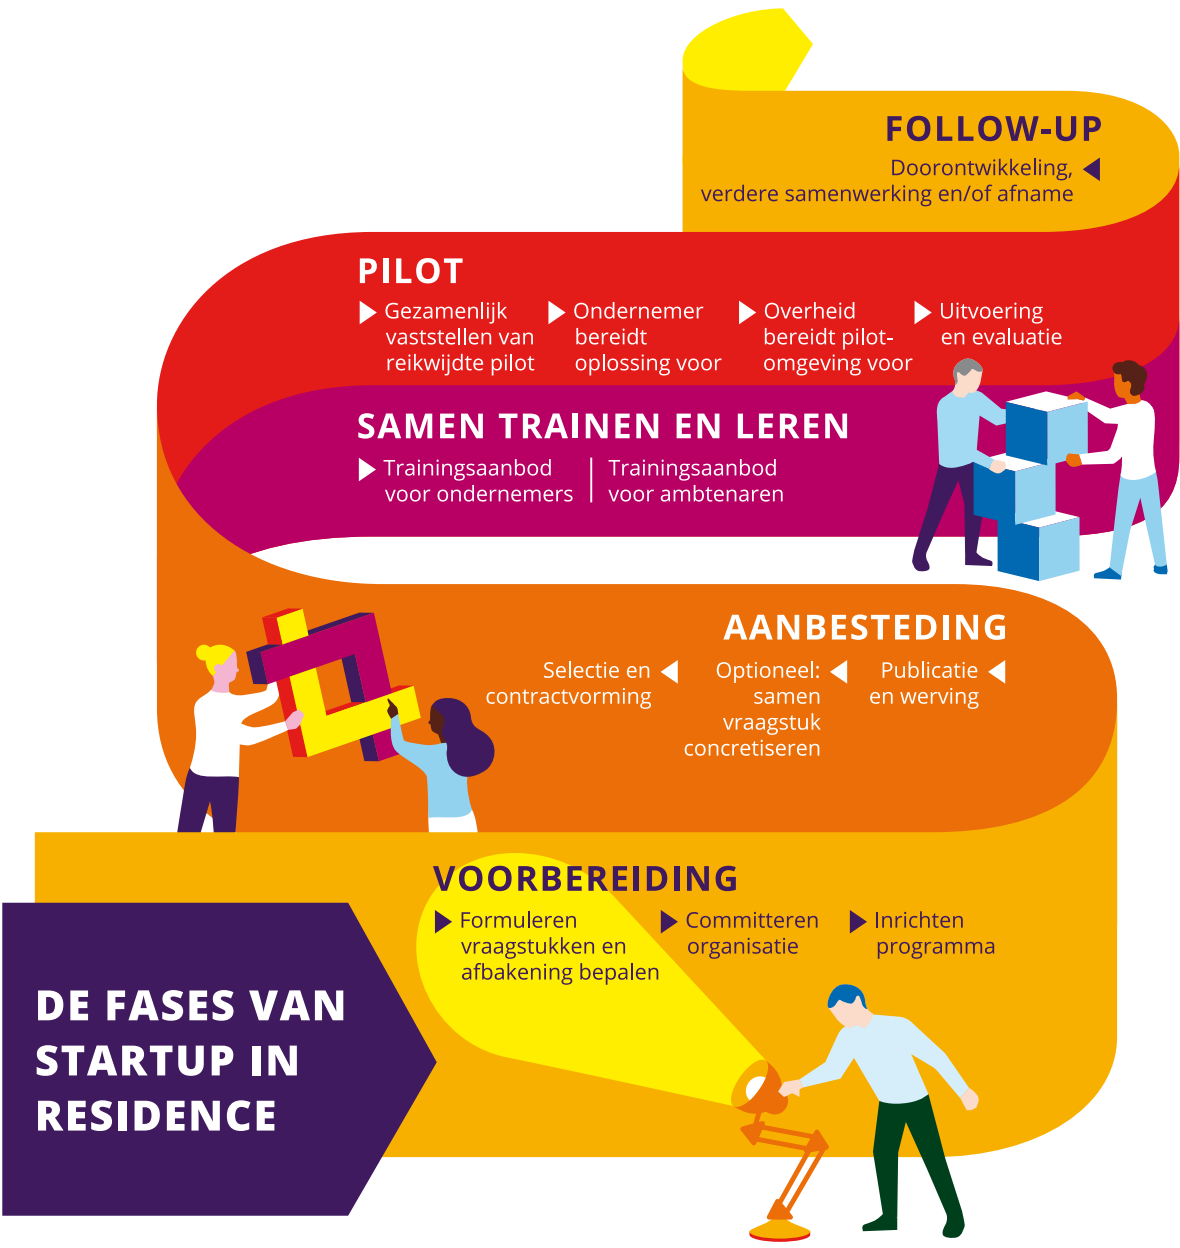 FOLLOW-UP
Doorontwikkeling,
verdere samenwerking en/of afname
PILOT
Gezamenlijk
vaststellen van
reikwijdte pilot
Ondernemer
bereidt
oplossing voor
Overheid
bereidt pilot-
omgeving voor
Uitvoering
en evaluatie
SAMEN TRAINEN EN LEREN
Trainingsaanbod
voor ondernemers
Trainingsaanbod
voor ambtenaren
AANBESTEDING
Selectie en
contractvorming
Optioneel:
samen
vraagstuk
concretiseren
Publicatie
en werving
VOORBEREIDING
Formuleren
vraagstukken en
afbakening bepalen
Committeren
organisatie
Inrichten
programma
DE FASES VAN
STARTUP IN
RESIDENCE